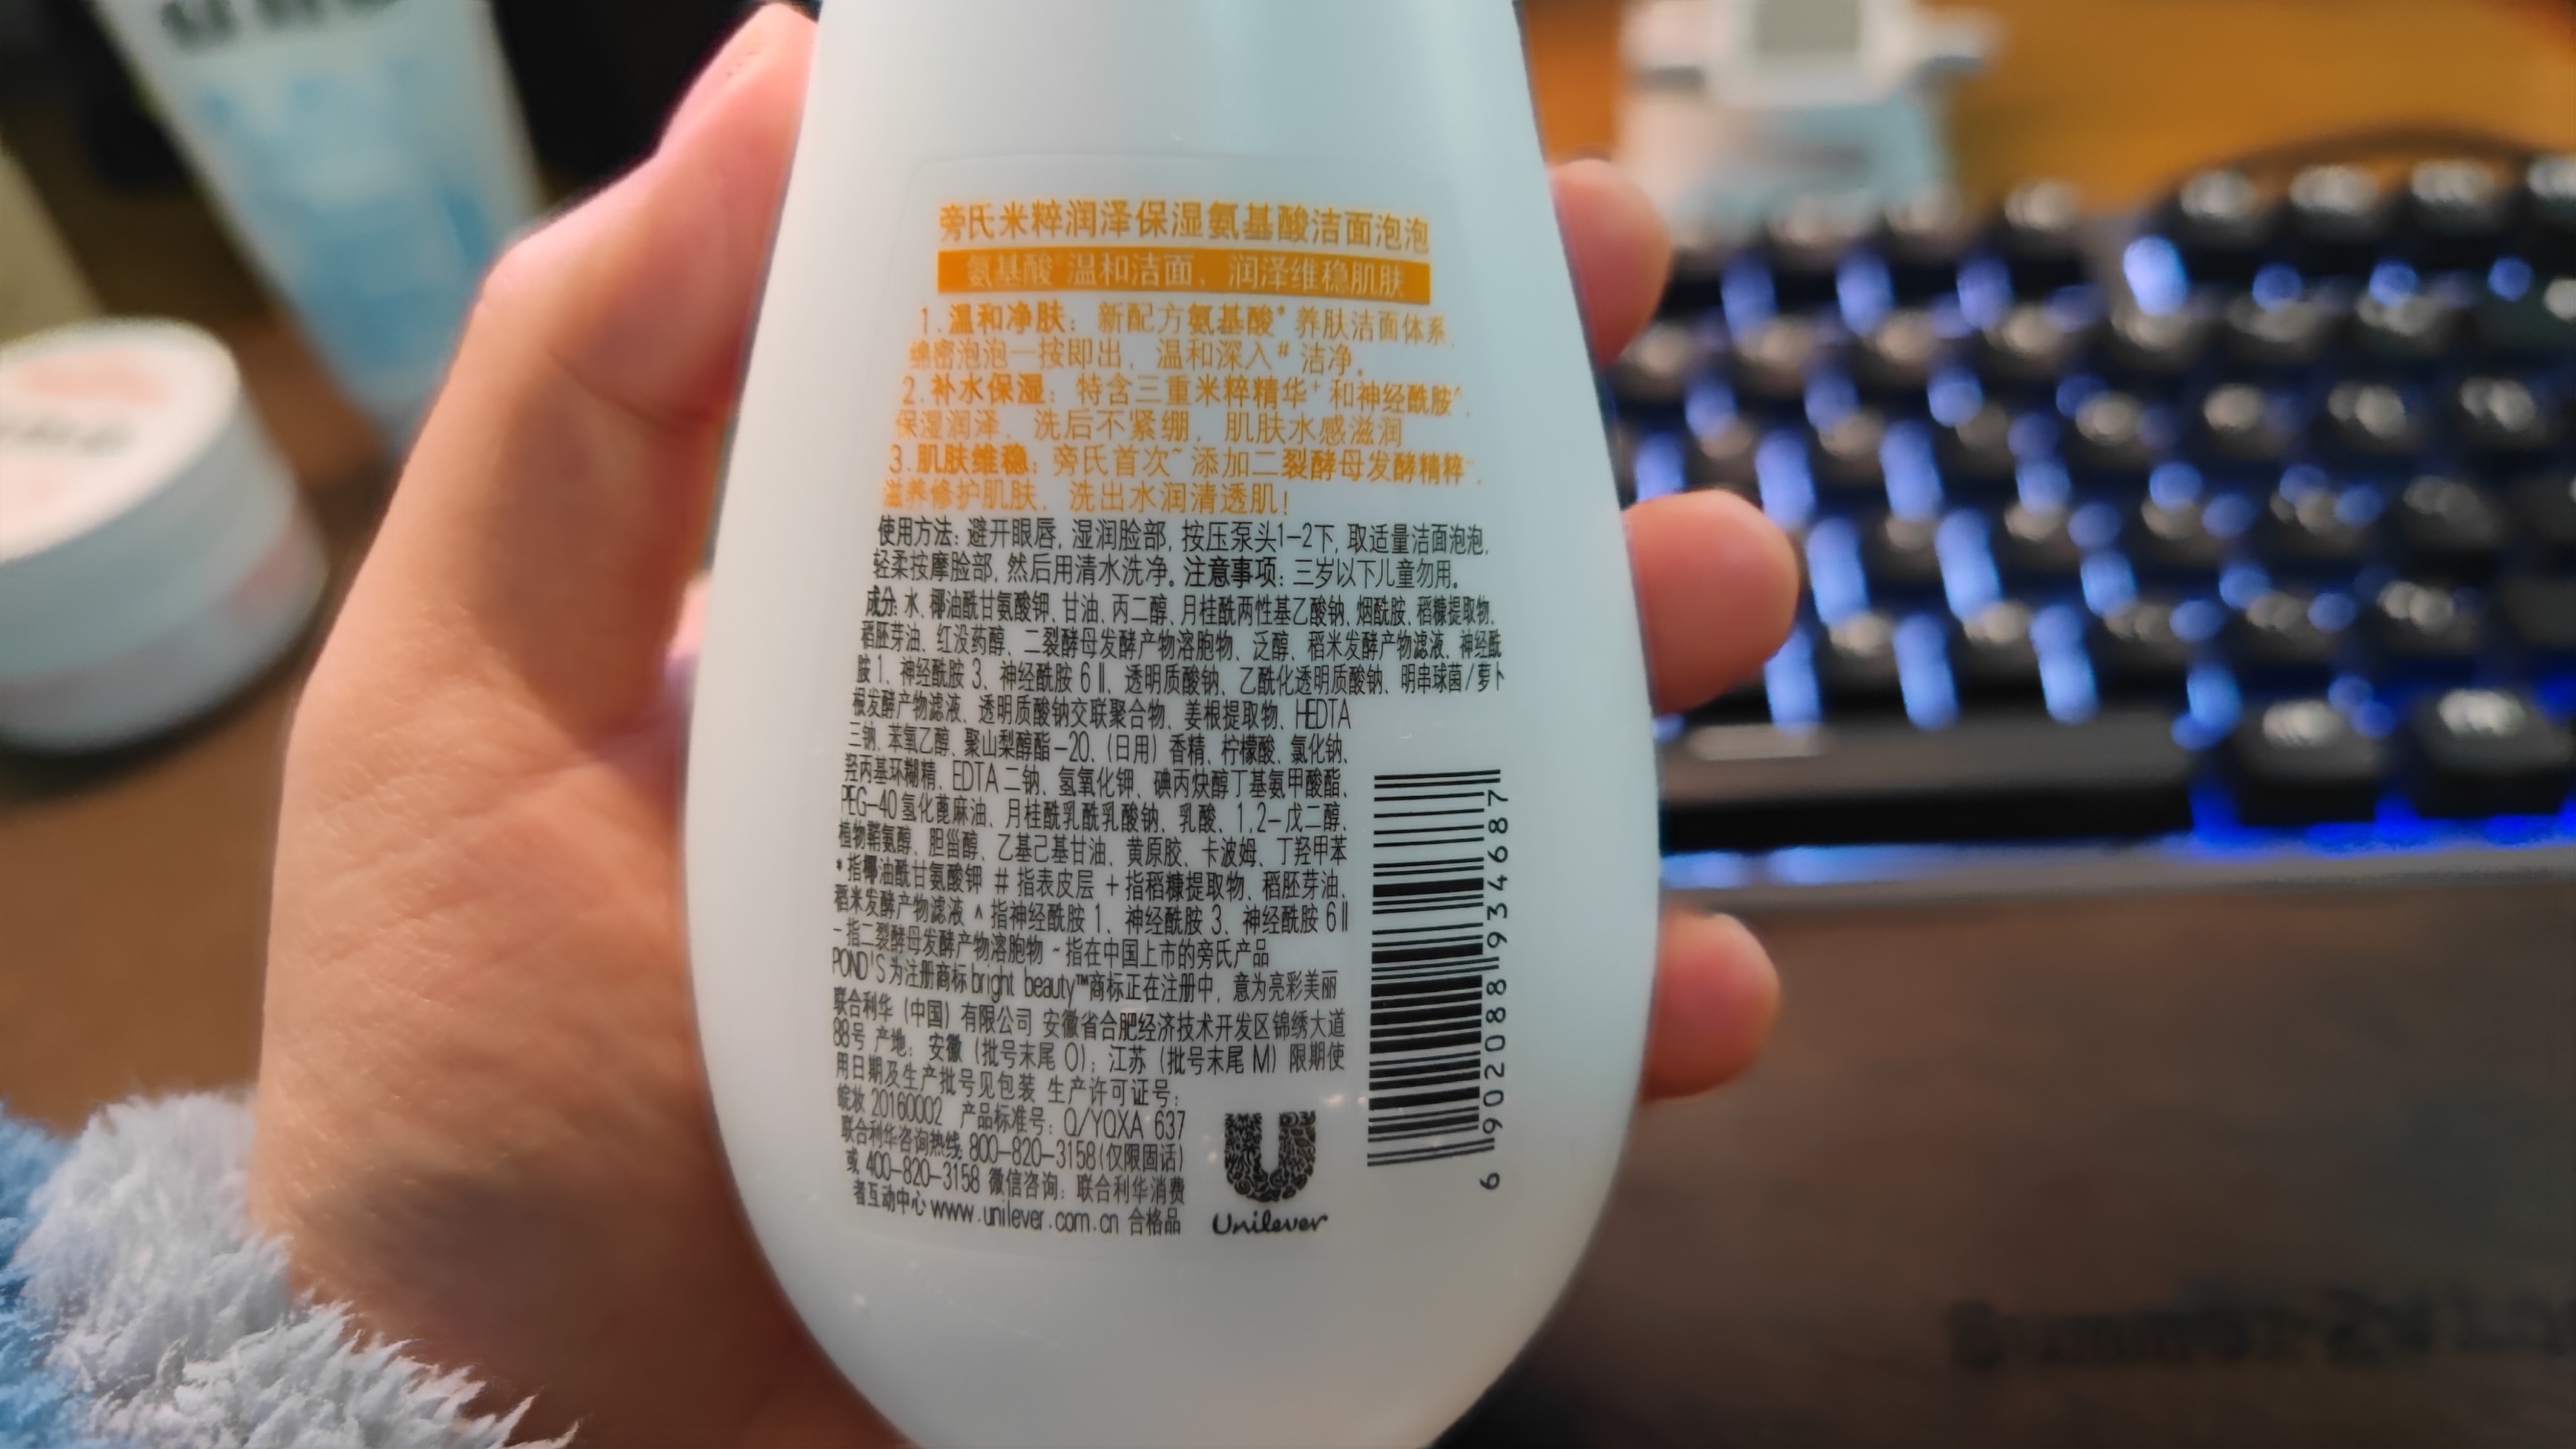 旁氏米粹润泽保湿氨基酸洁面泡泡
氨基酸*温和洁面，润泽维稳肌肤
1.温和净肤：新配方氨基酸*养肤洁面体系，
绵密泡泡一按即出，温和深入#洁净。
2.补水保湿：特含三重米粹精华+和神经酰胺^，
保湿润泽，洗后不紧绷，肌肤水感滋润
3.肌肤维稳：旁氏首次~添加二裂酵母发酵精粹-，
滋养修护肌肤，洗出水润清透肌！
使用方法：避开眼唇，湿润脸部，按压泵头1-2下，取适量洁面泡泡，
轻柔按摩脸部，然后用清水洗净。注意事项：三岁以下儿童勿用。
成分：水、椰油酰甘氨酸钾、甘油、丙二醇、月桂酰两性基乙酸钠、烟酰胺、稻糠提取物、
稻胚芽油、红没药醇、二裂酵母发酵产物溶胞物、泛醇、稻米发酵产物滤液、神经酰
胺 1、神经酰胺 3、神经酰胺 6 II、透明质酸钠、乙酰化透明质酸钠、明串球菌/萝卜
根发酵产物滤液、透明质酸钠交联聚合物、姜根提取物、HEDTA
三钠、苯氧乙醇、聚山梨醇酯-20、(日用) 香精、柠檬酸、氯化钠、
羟丙基环糊精、EDTA 二钠、氢氧化钾、碘丙炔醇丁基氨甲酸酯、
PEG-40 氢化蓖麻油、月桂酰乳酰乳酸钠、乳酸、1,2-戊二醇、
植物鞘氨醇、胆甾醇、乙基己基甘油、黄原胶、卡波姆、丁羟甲苯
*指椰油酰甘氨酸钾 # 指表皮层 + 指稻糠提取物、稻胚芽油、
稻米发酵产物滤液 ^ 指神经酰胺 1、神经酰胺 3、神经酰胺 6 II
- 指二裂酵母发酵产物溶胞物 ~指在中国上市的旁氏产品
POND'S 为注册商标 bright beauty™商标正在注册中，意为亮彩美丽
联合利华（中国）有限公司 安徽省合肥经济技术开发区锦绣大道
88号 产地：安徽（批号末尾 O）；江苏（批号末尾 M）限期使
用日期及生产批号见包装 生产许可证号：
皖妆 20160002 产品标准号：Q/YQXA 637
联合利华咨询热线: 800-820-3158(仅限固话)
或 400-820-3158 微信咨询：联合利华消费
者互动中心 www.unilever.com.cn 合格品
Unilever
6 902088 934687